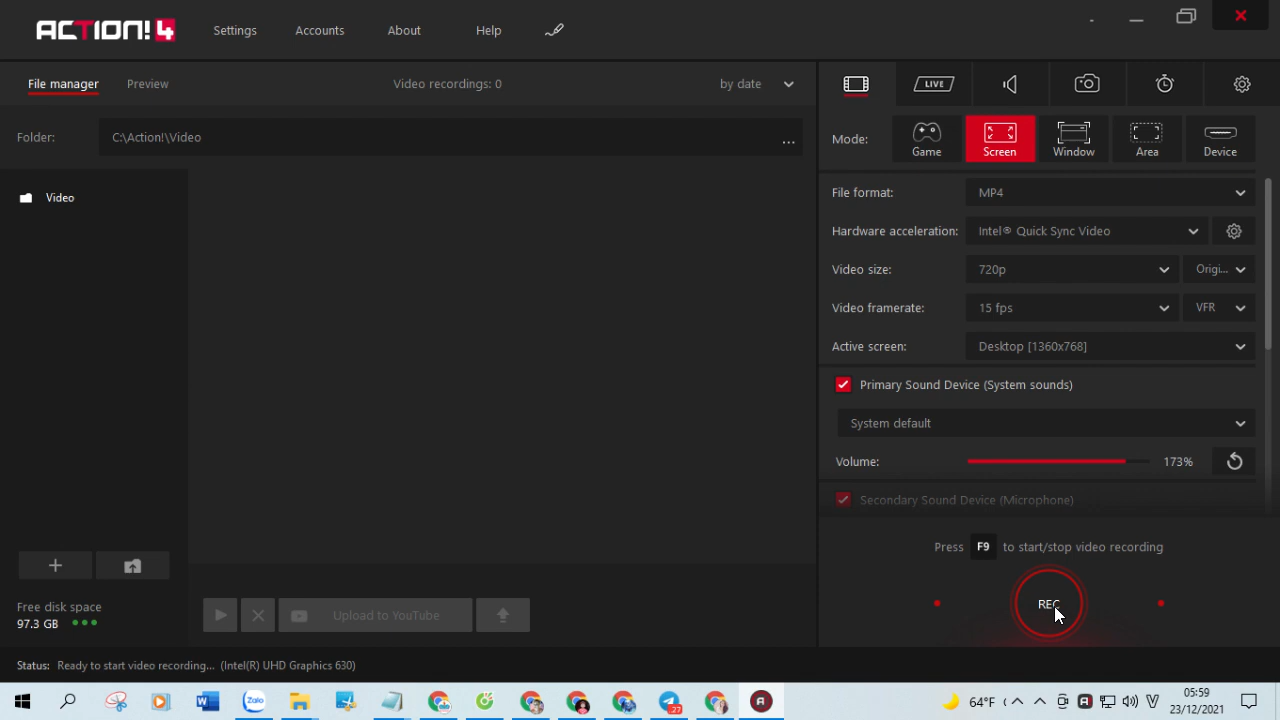 ACTION! 4
Settings
Accounts
About
Help
File manager
Preview
Video recordings: 0
by date
LIVE
Folder:
C:\Action!\Video
...
Mode:
Game
Screen
Window
Area
Device
Video
File format:
MP4
Hardware acceleration:
Intel® Quick Sync Video
Video size:
720p
Origi...
Video framerate:
15 fps
VFR
Active screen:
Desktop [1360x768]
Primary Sound Device (System sounds)
System default
Volume:
173%
Secondary Sound Device (Microphone)
Press F9 to start/stop video recording
REC
Free disk space
97.3 GB
Upload to YouTube
Status: Ready to start video recording... (Intel(R) UHD Graphics 630)
W
Zalo
27
64°F
V
05:59
23/12/2021